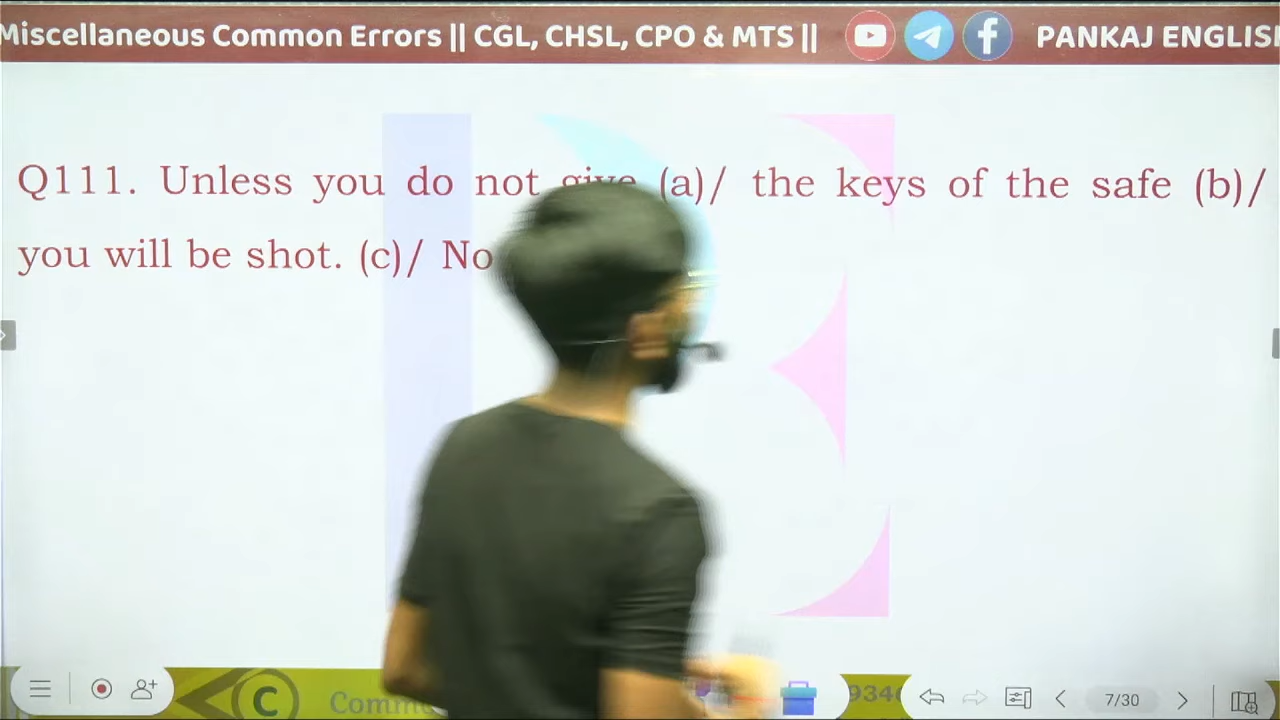 Miscellaneous Common Errors || CGL, CHSL, CPO & MTS || PANKAJ ENGLIS
Q111. Unless you do not give (a)/ the keys of the safe (b)/
you will be shot. (c)/ No
C
7/30